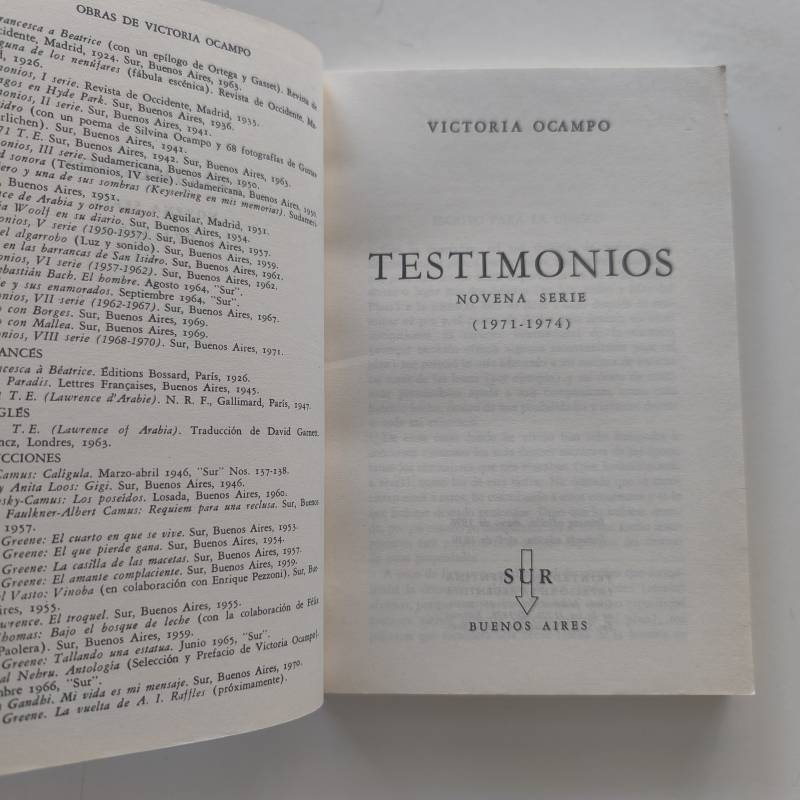 OBRAS DE VICTORIA OCAMPO
rancesca a Beatrice (con un epílogo de Ortega y Gasset). Revista de
cidente, Madrid, 1924. Sur, Buenos Aires, 1963.
guna de los nenúfares (fábula escénica). Revista de Occidente, Ma-
, 1926.
monios, I serie. Revista de Occidente, Madrid, 1935.
agos en Hyde Park. Sur, Buenos Aires, 1936.
monios, II serie. Sur, Buenos Aires, 1941.
idro (con un poema de Silvina Ocampo y 68 fotografías de Gustav
rlichen). Sur, Buenos Aires, 1941.
71 T. E. Sur, Buenos Aires, 1942. Sur, Buenos Aires, 1963.
monios, III serie. Sudamericana, Buenos Aires, 1950.
d sonora (Testimonios, IV serie). Sudamericana, Buenos Aires, 1950.
ero y una de sus sombras (Keyserling en mis memorias). Sudameri-
, Buenos Aires, 1951.
nce de Arabia y otros ensayos. Aguilar, Madrid, 1951.
ia Woolf en su diario. Sur, Buenos Aires, 1954.
monios, V serie (1950-1957). Sur, Buenos Aires, 1957.
el algarrobo (Luz y sonido). Sur, Buenos Aires, 1959.
en las barrancas de San Isidro. Sur, Buenos Aires, 1961.
onios, VI serie (1957-1962). Sur, Buenos Aires, 1962.
ebastián Bach. El hombre. Agosto 1964, "Sur".
e y sus enamorados. Septiembre 1964, "Sur".
onios, VII serie (1962-1967). Sur, Buenos Aires, 1967.
o con Borges. Sur, Buenos Aires, 1969.
o con Mallea. Sur, Buenos Aires, 1969.
onios, VIII serie (1968-1970). Sur, Buenos Aires, 1971.
ANCÉS
ncesca à Béatrice. Éditions Bossard, París, 1926.
Paradis. Lettres Françaises, Buenos Aires, 1945.
T. E. (Lawrence d'Arabie). N. R. F., Gallimard, París, 1947.
GLÉS
T. E. (Lawrence of Arabia). Traducción de David Garnett.
ncz, Londres, 1963.
UCCIONES
Camus: Calígula. Marzo-abril 1946, "Sur" Nos. 137-138.
y Anita Loos: Gigi. Sur, Buenos Aires, 1946.
sky-Camus: Los poseídos. Losada, Buenos Aires, 1960.
Faulkner-Albert Camus: Requiem para una reclusa. Sur, Buenos
1957.
Greene: El cuarto en que se vive. Sur, Buenos Aires, 1953.
Greene: El que pierde gana. Sur, Buenos Aires, 1954.
Greene: La casilla de las macetas. Sur, Buenos Aires, 1957.
Greene: El amante complaciente. Sur, Buenos Aires, 1959.
l Vasto: Vinoba (en colaboración con Enrique Pezzoni). Sur, Bue-
ires, 1955.
wrence. El troquel. Sur, Buenos Aires, 1955.
homas: Bajo el bosque de leche (con la colaboración de Félix
Paolera). Sur, Buenos Aires, 1959.
Greene: Tallando una estatua. Junio 1965, "Sur".
al Nehru. Antología (Selección y Prefacio de Victoria Ocampo).
mbre 1966, "Sur".
Gandhi. Mi vida es mi mensaje. Sur, Buenos Aires, 1970.
Greene. La vuelta de A. I. Raffles (próximamente).
VICTORIA OCAMPO
TESTIMONIOS
NOVENA SERIE
(1971-1974)
SUR
BUENOS AIRES